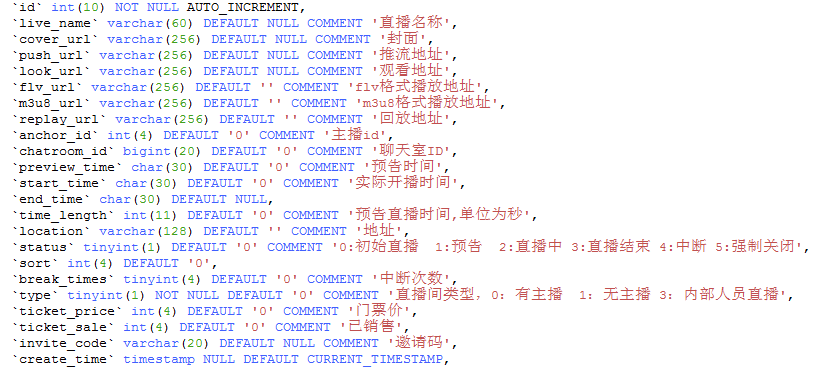 `id` int(10) NOT NULL AUTO_INCREMENT,
`live_name` varchar(60) DEFAULT NULL COMMENT '直播名称',
`cover_url` varchar(256) DEFAULT NULL COMMENT '封面',
`push_url` varchar(256) DEFAULT NULL COMMENT '推流地址',
`look_url` varchar(256) DEFAULT NULL COMMENT '观看地址',
`flv_url` varchar(256) DEFAULT '' COMMENT 'flv格式播放地址',
`m3u8_url` varchar(256) DEFAULT '' COMMENT 'm3u8格式播放地址',
`replay_url` varchar(256) DEFAULT '' COMMENT '回放地址',
`anchor_id` int(4) DEFAULT '0' COMMENT '主播id',
`chatroom_id` bigint(20) DEFAULT '0' COMMENT '聊天室ID',
`preview_time` char(30) DEFAULT '0' COMMENT '预告时间',
`start_time` char(30) DEFAULT '0' COMMENT '实际开播时间',
`end_time` char(30) DEFAULT NULL,
`time_length` int(11) DEFAULT '0' COMMENT '预告直播时间,单位为秒',
`location` varchar(128) DEFAULT '' COMMENT '地址',
`status` tinyint(1) DEFAULT '0' COMMENT '0:初始直播  1:预告  2:直播中 3:直播结束 4:中断 5:强制关闭',
`sort` int(4) DEFAULT '0',
`break_times` tinyint(4) DEFAULT '0' COMMENT '中断次数',
`type` tinyint(1) NOT NULL DEFAULT '0' COMMENT '直播间类型，0：有主播  1：无主播 3：内部人员直播',
`ticket_price` int(4) DEFAULT '0' COMMENT '门票价',
`ticket_sale` int(4) DEFAULT '0' COMMENT '已销售',
`invite_code` varchar(20) DEFAULT NULL COMMENT '邀请码',
`create_time` timestamp NULL DEFAULT CURRENT_TIMESTAMP,